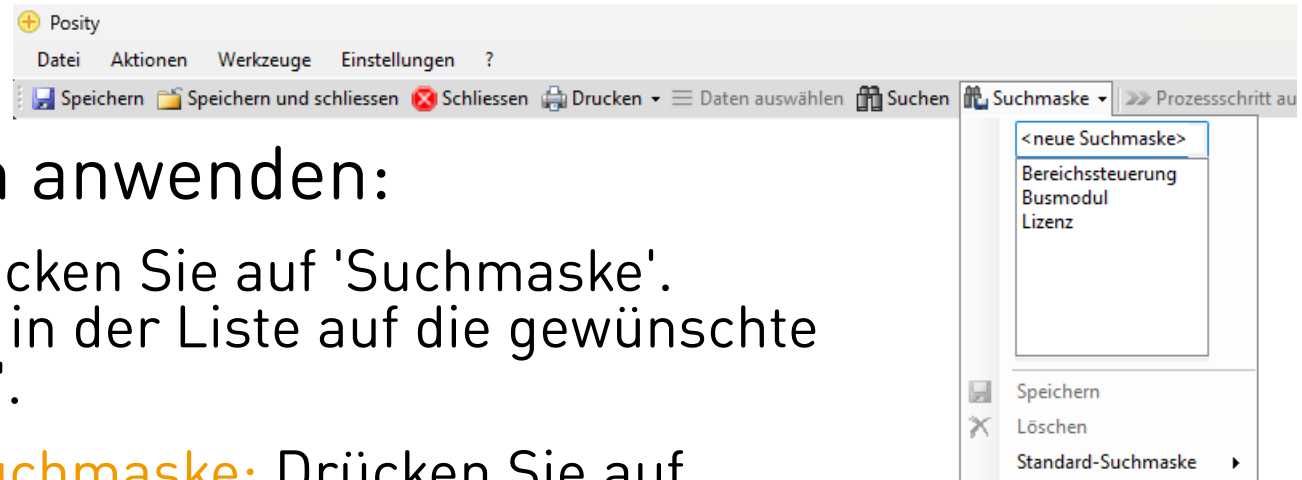 Posity
Datei Aktionen Werkzeuge Einstellungen ?
Speichern Speichern und schliessen Schliessen Drucken Daten auswählen Suchen Suchmaske Prozessschritt au
<neue Suchmaske>
Bereichssteuerung
Busmodul
Lizenz
Speichern
Löschen
Standard-Suchmaske
anwenden:
cken Sie auf 'Suchmaske'.
in der Liste auf die gewünschte
'.
uchmaske: Drücken Sie auf